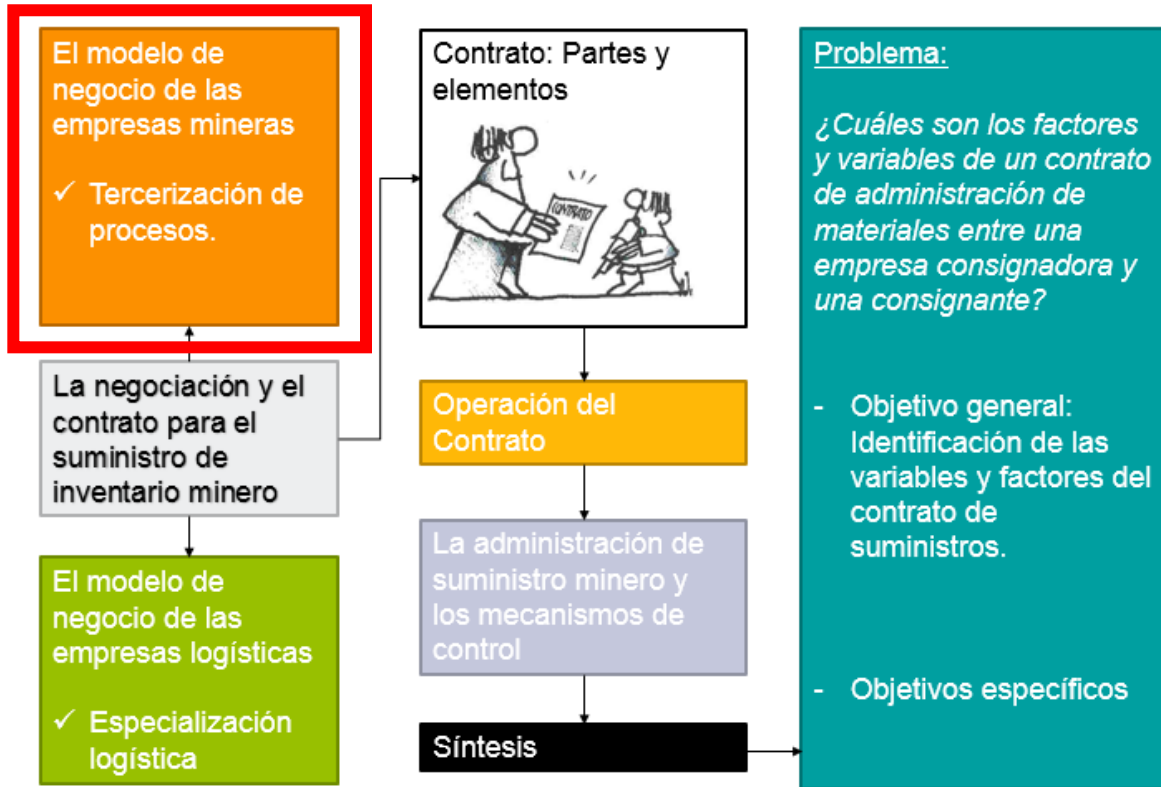 El modelo de
negocio de las
empresas mineras
✓ Tercerización de
procesos.
La negociación y el
contrato para el
suministro de
inventario minero
El modelo de
negocio de las
empresas logísticas
✓ Especialización
logística
Contrato: Partes y
elementos
CONTRATO
Operación del
Contrato
La administración de
suministro minero y
los mecanismos de
control
Síntesis
Problema:
¿Cuáles son los factores
y variables de un contrato
de administración de
materiales entre una
empresa consignadora y
una consignante?
- Objetivo general:
Identificación de las
variables y factores del
contrato de
suministros.
- Objetivos específicos